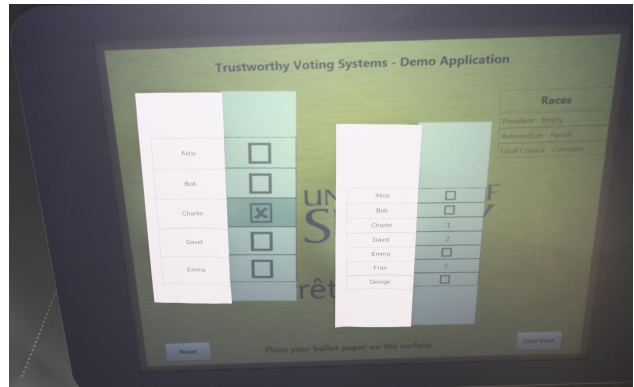 Trustworthy Voting Systems - Demo Application
Races
President - Empty
Referendum - Partial
Local Council - Complete
Alice
Bob
Charlie
David
Emma
Alice
Bob
Charlie 1
David 2
Emma
Fran 3
George
Reset
Place your ballot paper on the surface
Cast Vote